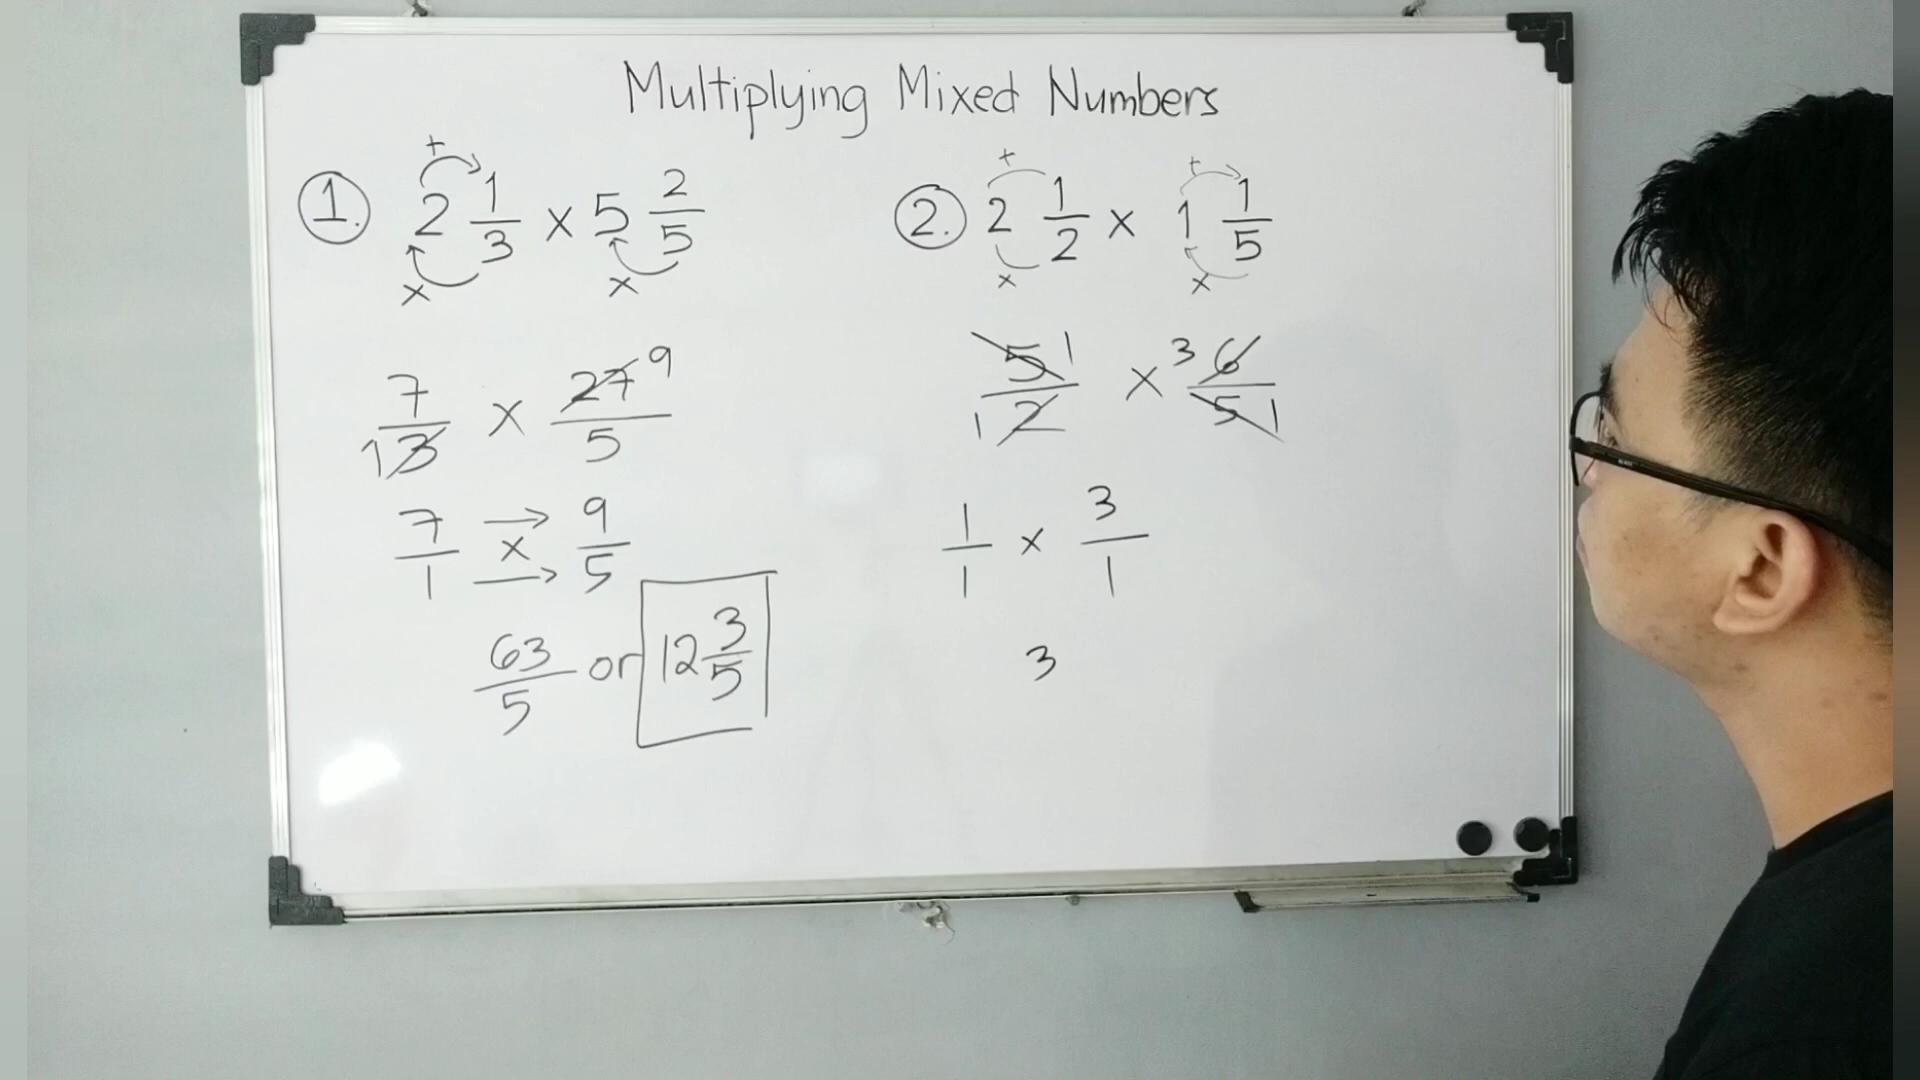 Multiplying Mixed Numbers
1. 2 1/3 x 5 2/5
+
x x
7/3 1 x 27/5 9
7/1 x 9/5
63/5 or 12 3/5
2. 2 1/2 x 1 1/5
+ +
x x
5/2 1 1 x 3 6/5 1
1/1 x 3/1
3